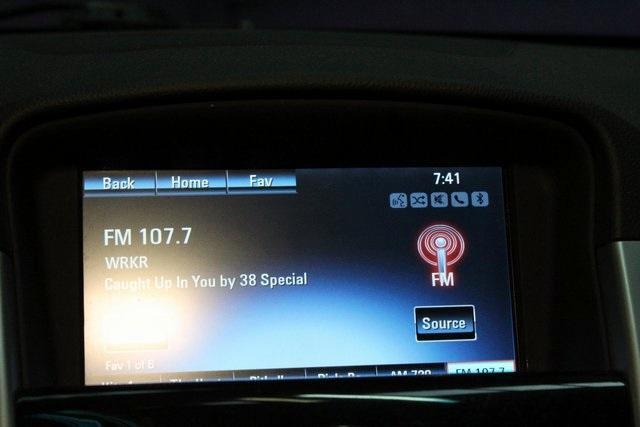 Back Home Fav
7:41
FM 107.7
WRKR
Caught Up In You by 38 Special
FM
Source
Fav 1 of 6
FM 107.7